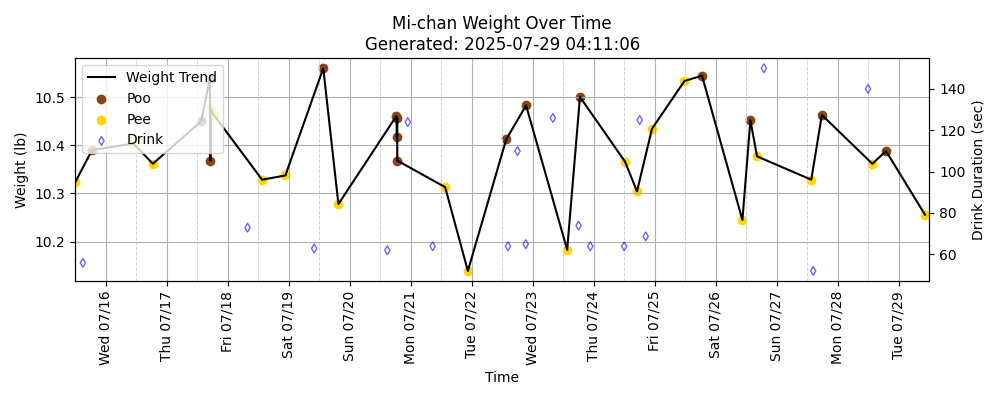 Mi-chan Weight Over Time
Generated: 2025-07-29 04:11:06
Weight (lb)
10.5
10.4
10.3
10.2
Weight Trend
Poo
Pee
Drink
140
120
100
80
60
Drink Duration (sec)
Wed 07/16
Thu 07/17
Fri 07/18
Sat 07/19
Sun 07/20
Mon 07/21
Tue 07/22
Wed 07/23
Thu 07/24
Fri 07/25
Sat 07/26
Sun 07/27
Mon 07/28
Tue 07/29
Time